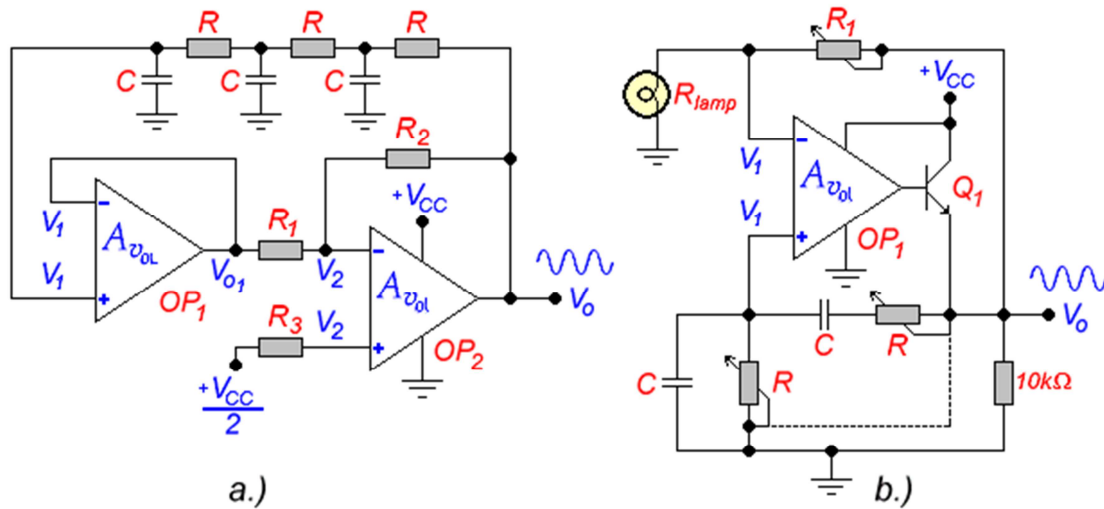 R R R
C C C
R2
+VCC
V1
AvOL
V1
OP1
Vo1
R1
V2
Avol
V2
R3
OP2
Vo
+VCC
2
a.)
R1
Rlamp
+VCC
V1
Avol
Q1
V1
OP1
C
R
Vo
C
R
10kΩ
b.)